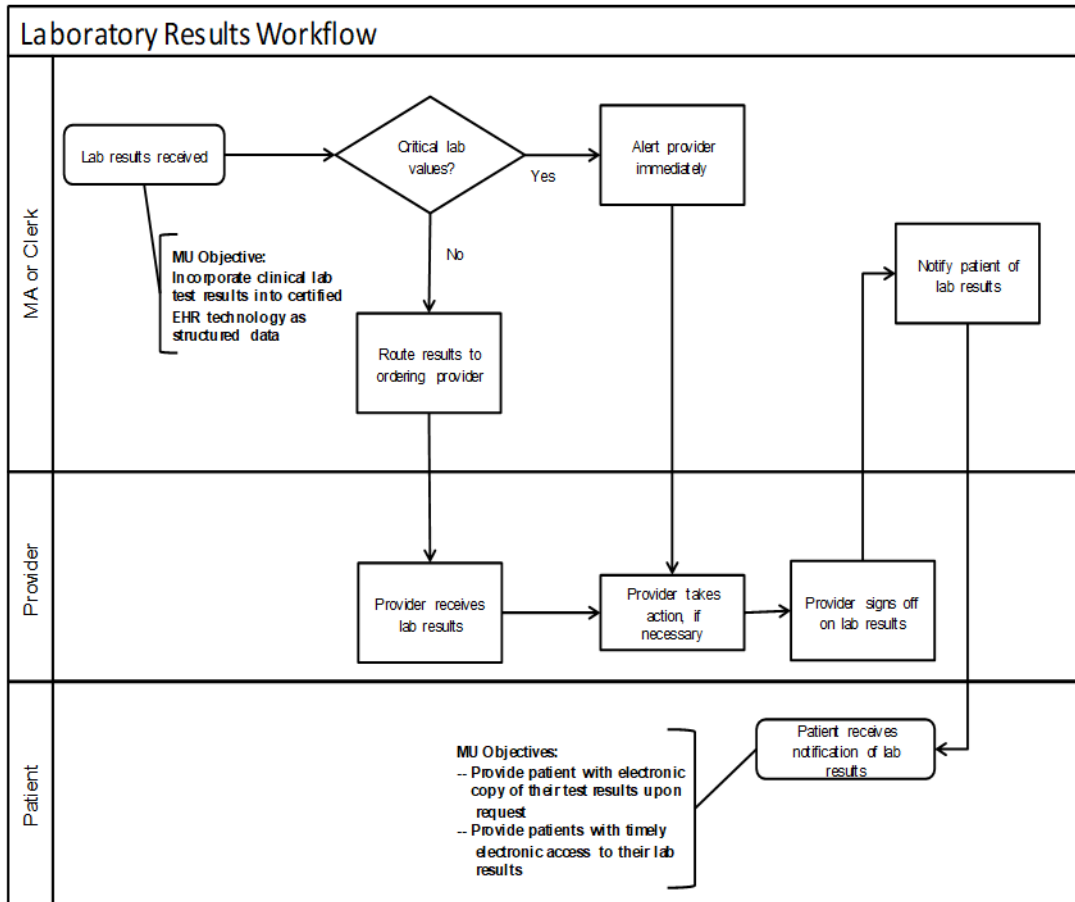 Laboratory Results Workflow
MA or Clerk
Lab results received
Critical lab
values?
Yes
Alert provider
immediately
MU Objective:
Incorporate clinical lab
test results into certified
EHR technology as
structured data
No
Route results to
ordering provider
Notify patient of
lab results
Provider
Provider receives
lab results
Provider takes
action, if
necessary
Provider signs off
on lab results
Patient
Patient receives
notification of lab
results
MU Objectives:
-- Provide patient with electronic
copy of their test results upon
request
-- Provide patients with timely
electronic access to their lab
results